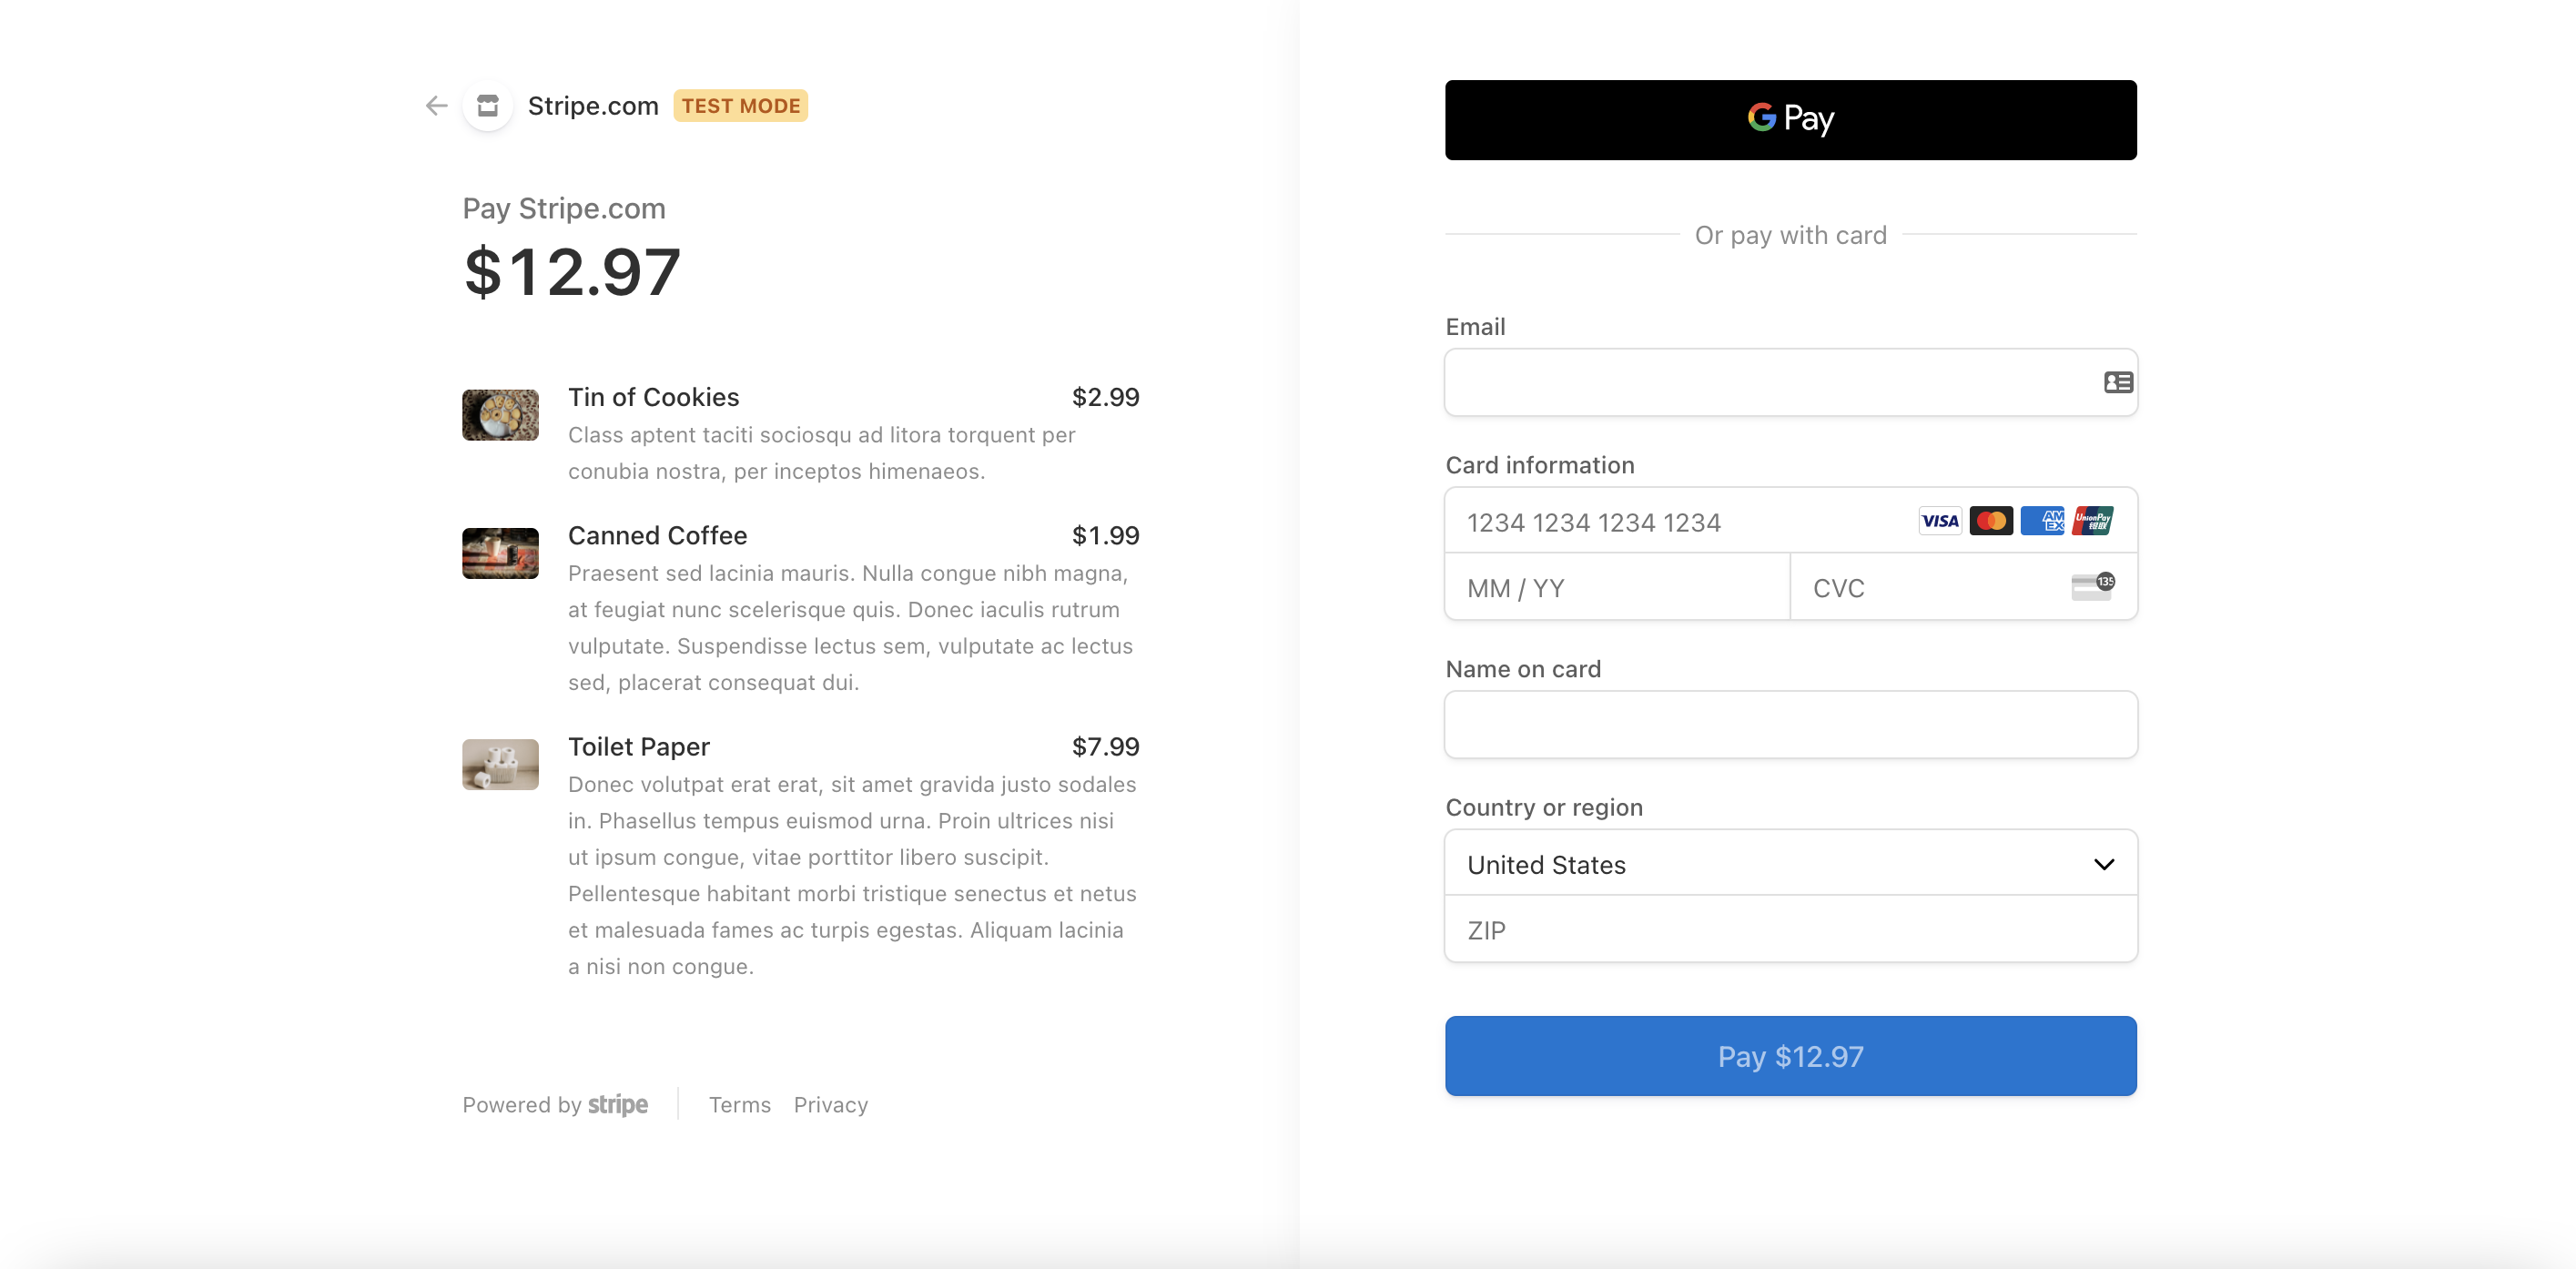 Stripe.com TEST MODE
Pay Stripe.com
$12.97
Tin of Cookies $2.99
Class aptent taciti sociosqu ad litora torquent per
conubia nostra, per inceptos himenaeos.
Canned Coffee $1.99
Praesent sed lacinia mauris. Nulla congue nibh magna,
at feugiat nunc scelerisque quis. Donec iaculis rutrum
vulputate. Suspendisse lectus sem, vulputate ac lectus
sed, placerat consequat dui.
Toilet Paper $7.99
Donec volutpat erat erat, sit amet gravida justo sodales
in. Phasellus tempus euismod urna. Proin ultrices nisi
ut ipsum congue, vitae porttitor libero suscipit.
Pellentesque habitant morbi tristique senectus et netus
et malesuada fames ac turpis egestas. Aliquam lacinia
a nisi non congue.
Powered by stripe Terms Privacy
G Pay
Or pay with card
Email
Card information
1234 1234 1234 1234 VISA AMEX UnionPay 银联
MM / YY CVC 135
Name on card
Country or region
United States
ZIP
Pay $12.97